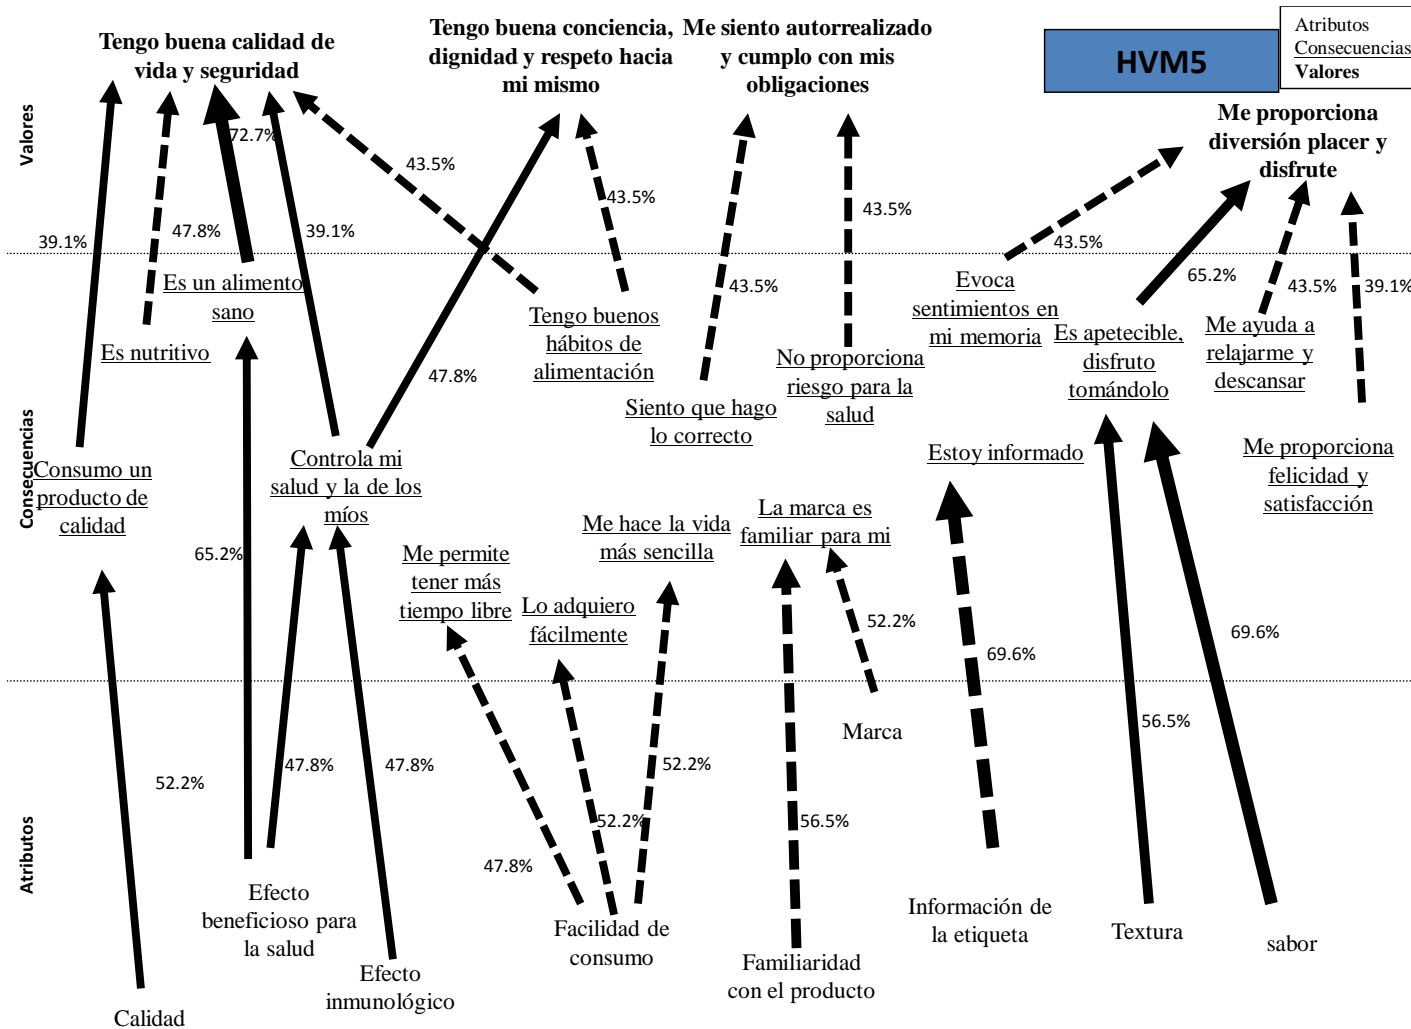 Tengo buena calidad de
vida y seguridad
Tengo buena conciencia,
dignidad y respeto hacia
mi mismo
Me siento autorrealizado
y cumplo con mis
obligaciones
HVM5
Atributos
Consecuencias
Valores
Me proporciona
diversión placer y
disfrute
Valores
72.7%
43.5%
43.5%
43.5%
39.1%
47.8%
39.1%
43.5%
65.2%
43.5%
39.1%
43.5%
Es un alimento
sano
Es nutritivo
Tengo buenos
hábitos de
alimentación
47.8%
Siento que hago
lo correcto
No proporciona
riesgo para la
salud
Evoca
sentimientos en
mi memoria
Es apetecible,
disfruto
tomándolo
Me ayuda a
relajarme y
descansar
Consecuencias
Consumo un
producto de
calidad
Controla mi
salud y la de los
míos
Estoy informado
Me proporciona
felicidad y
satisfacción
65.2%
Me permite
tener más
tiempo libre
Lo adquiero
fácilmente
Me hace la vida
más sencilla
La marca es
familiar para mi
52.2%
69.6%
69.6%
Marca
56.5%
Atributos
52.2%
47.8%
47.8%
47.8%
52.2%
52.2%
56.5%
Calidad
Efecto
beneficioso para
la salud
Efecto
inmunológico
Facilidad de
consumo
Familiaridad
con el producto
Información de
la etiqueta
Textura
sabor